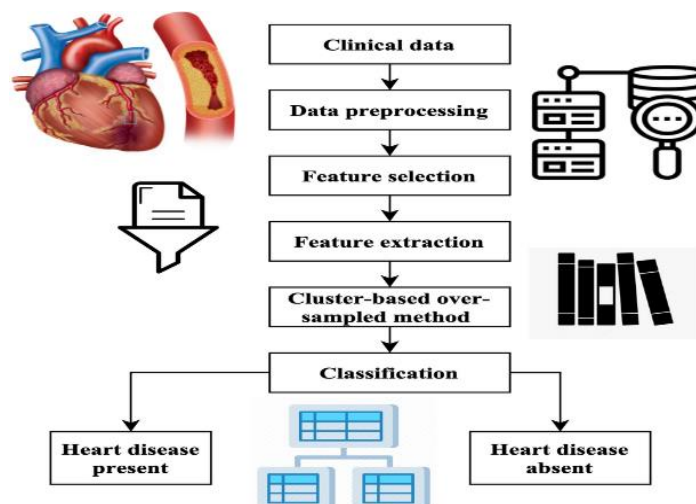 Clinical data
Data preprocessing
Feature selection
Feature extraction
Cluster-based over-
sampled method
Classification
Heart disease
present
Heart disease
absent